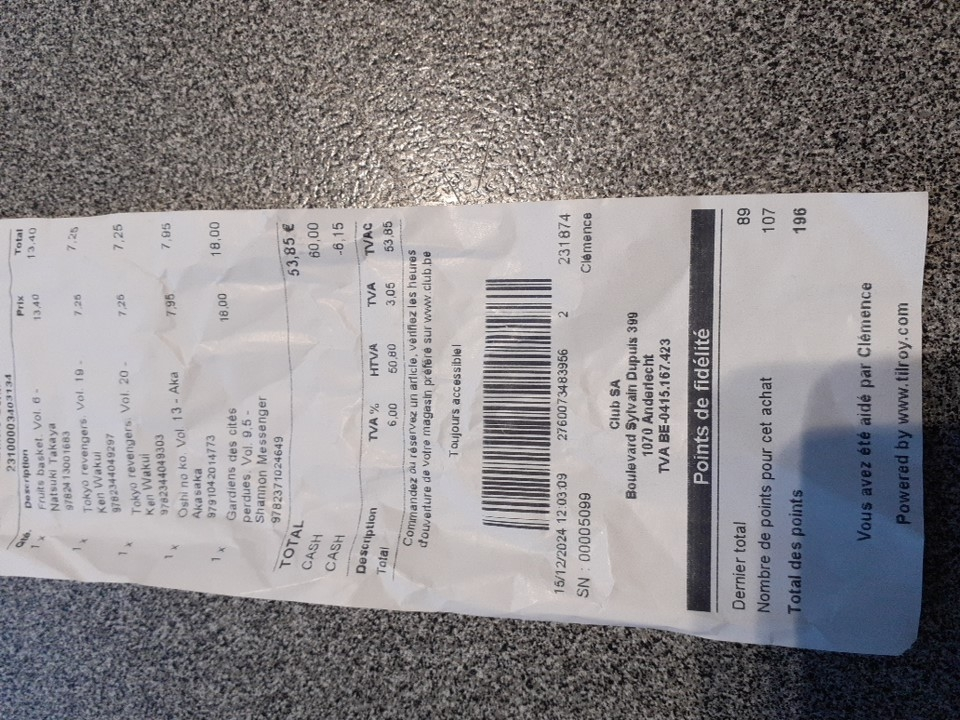 23100003403134
Qté. Description Prix Total
1 x Fruits basket. Vol. 6 - 13,40 13,40
Natsuki Takaya
9782413001683
1 x Tokyo revengers. Vol. 19 - 7,25 7,25
Ken Wakui
9782344049297
1 x Tokyo revengers. Vol. 20 - 7,25 7,25
Ken Wakui
9782344049303
1 x Oshi no ko. Vol. 13 - Aka 7,95 7,95
Akasaka
9791042014773
1 x Gardiens des cités 18,00 18,00
perdues. Vol. 9.5 -
Shannon Messenger
9782371024649
TOTAL 53,85 €
CASH 60,00
CASH -6,15
Description TVA % HTVA TVA TVAC
Total 6,00 50,80 3,05 53,85
Commandez ou réservez un article, vérifiez les heures
d'ouverture de votre magasin préféré sur www.club.be
Toujours accessible!
15/12/2024 12:03:09 2760073483956 2 231874
SN : 00005099 Clémence
Club SA
Boulevard Sylvain Dupuis 399
1070 Anderlecht
TVA BE-0415.167.423
Points de fidélité
Dernier total 89
Nombre de points pour cet achat 107
Total des points 196
Vous avez été aidé par Clémence
Powered by www.tilroy.com